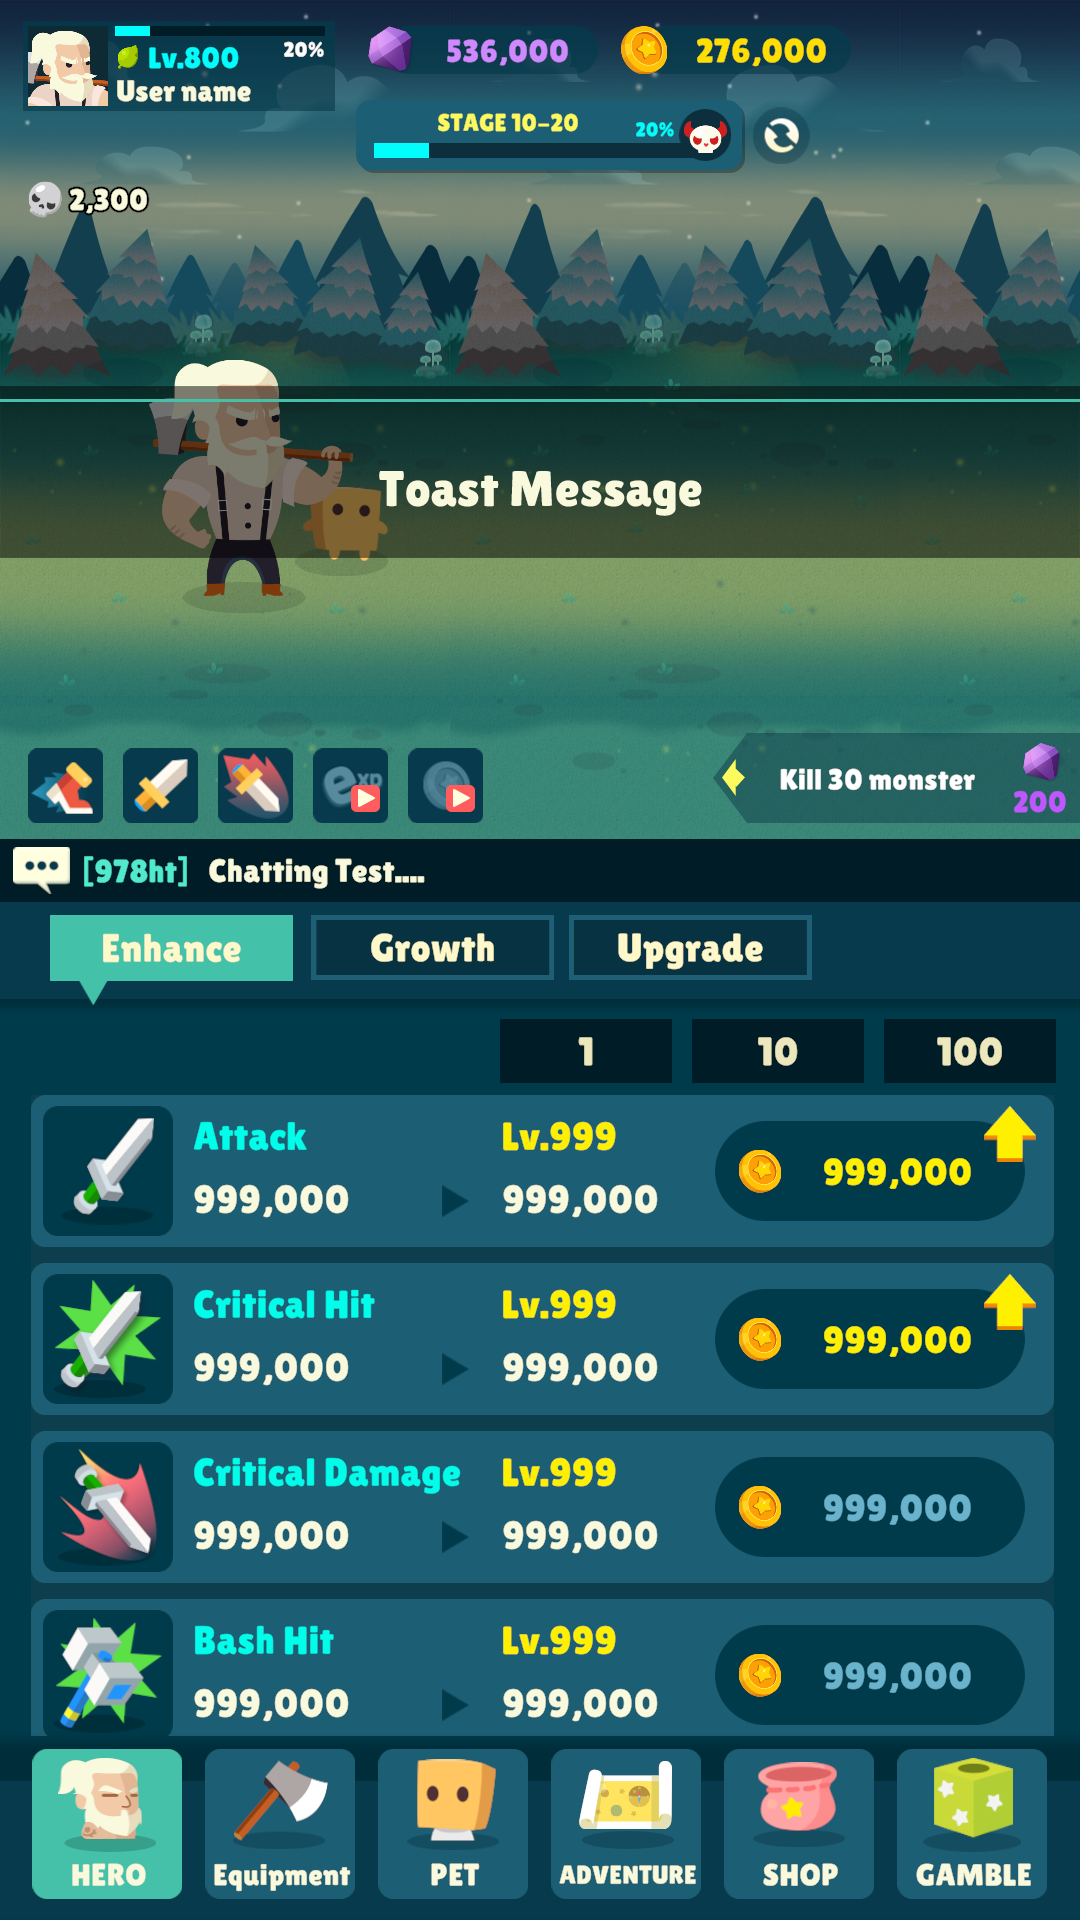 Lv.800
20%
User name
536,000
276,000
STAGE 10-20
20%
2,300
Toast Message
exp
Kill 30 monster
200
[978ht] Chatting Test....
Enhance
Growth
Upgrade
1
10
100
Attack
Lv.999
999,000
999,000
999,000
Critical Hit
Lv.999
999,000
999,000
999,000
Critical Damage
Lv.999
999,000
999,000
999,000
Bash Hit
Lv.999
999,000
999,000
999,000
HERO
Equipment
PET
ADVENTURE
SHOP
GAMBLE